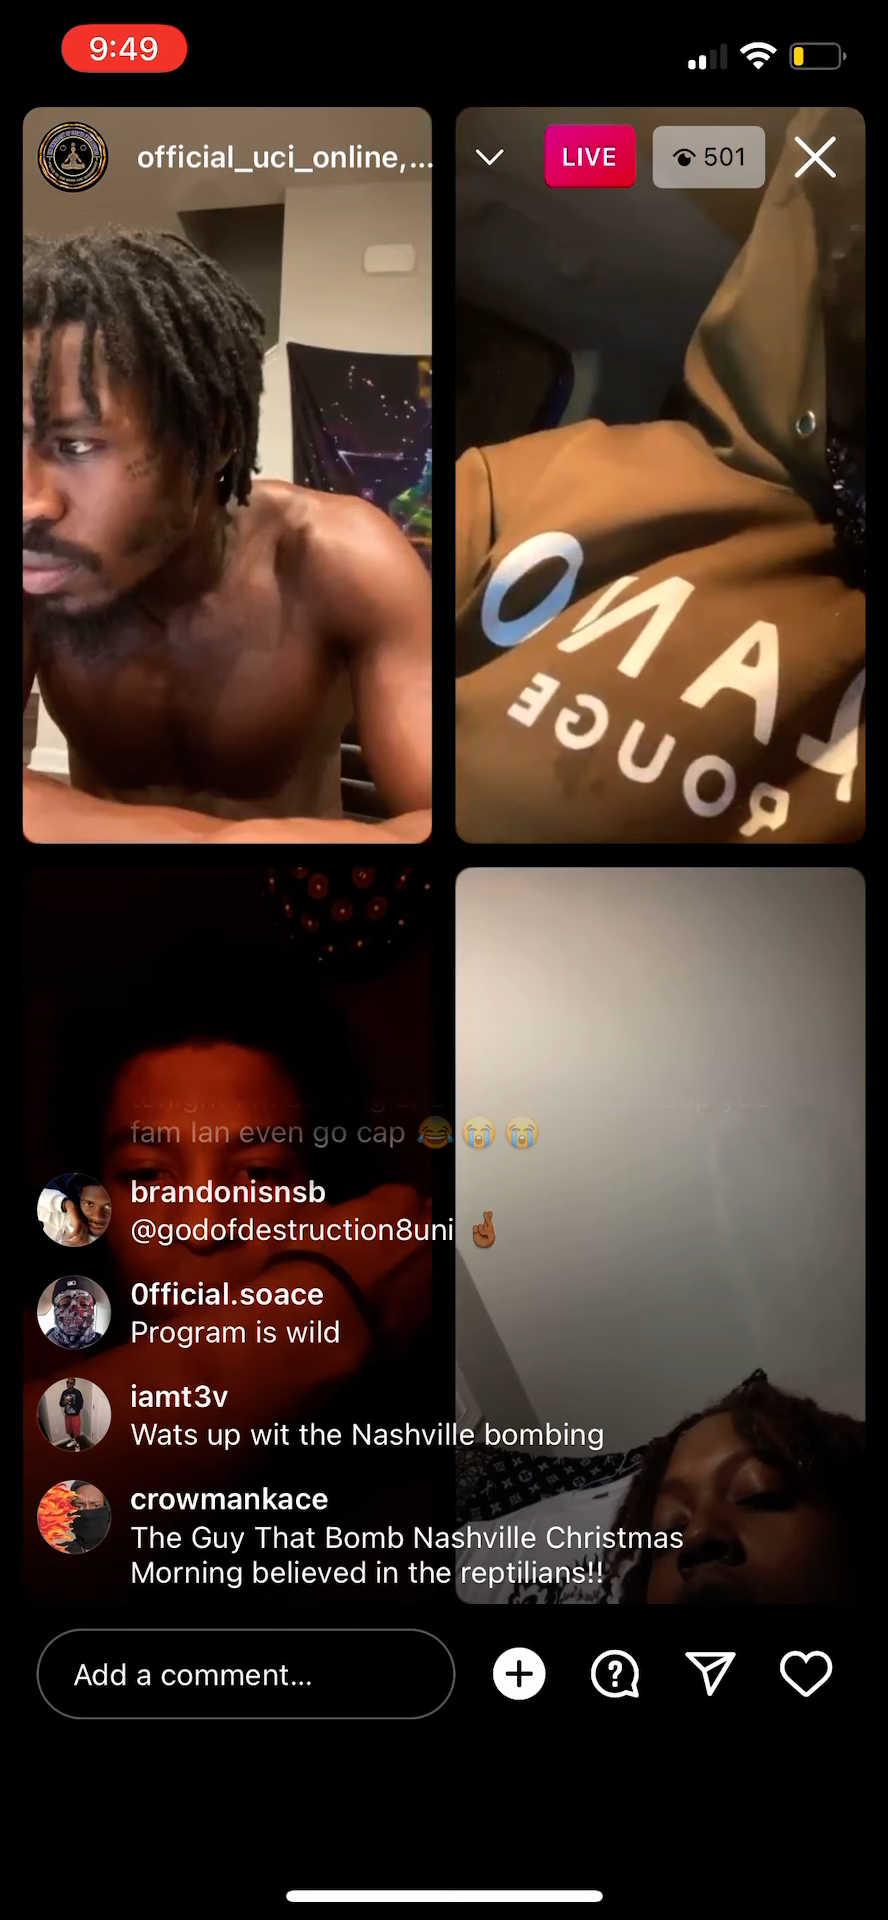 9:49
official_uci_online,...
LIVE
501
LANO
ROUGE
fam Ian even go cap 😂😭😭
brandonisnsb
@godofdestruction8uni 🤞🏾
0fficial.soace
Program is wild
iamt3v
Wats up wit the Nashville bombing
crowmankace
The Guy That Bomb Nashville Christmas
Morning believed in the reptilians!!
Add a comment...